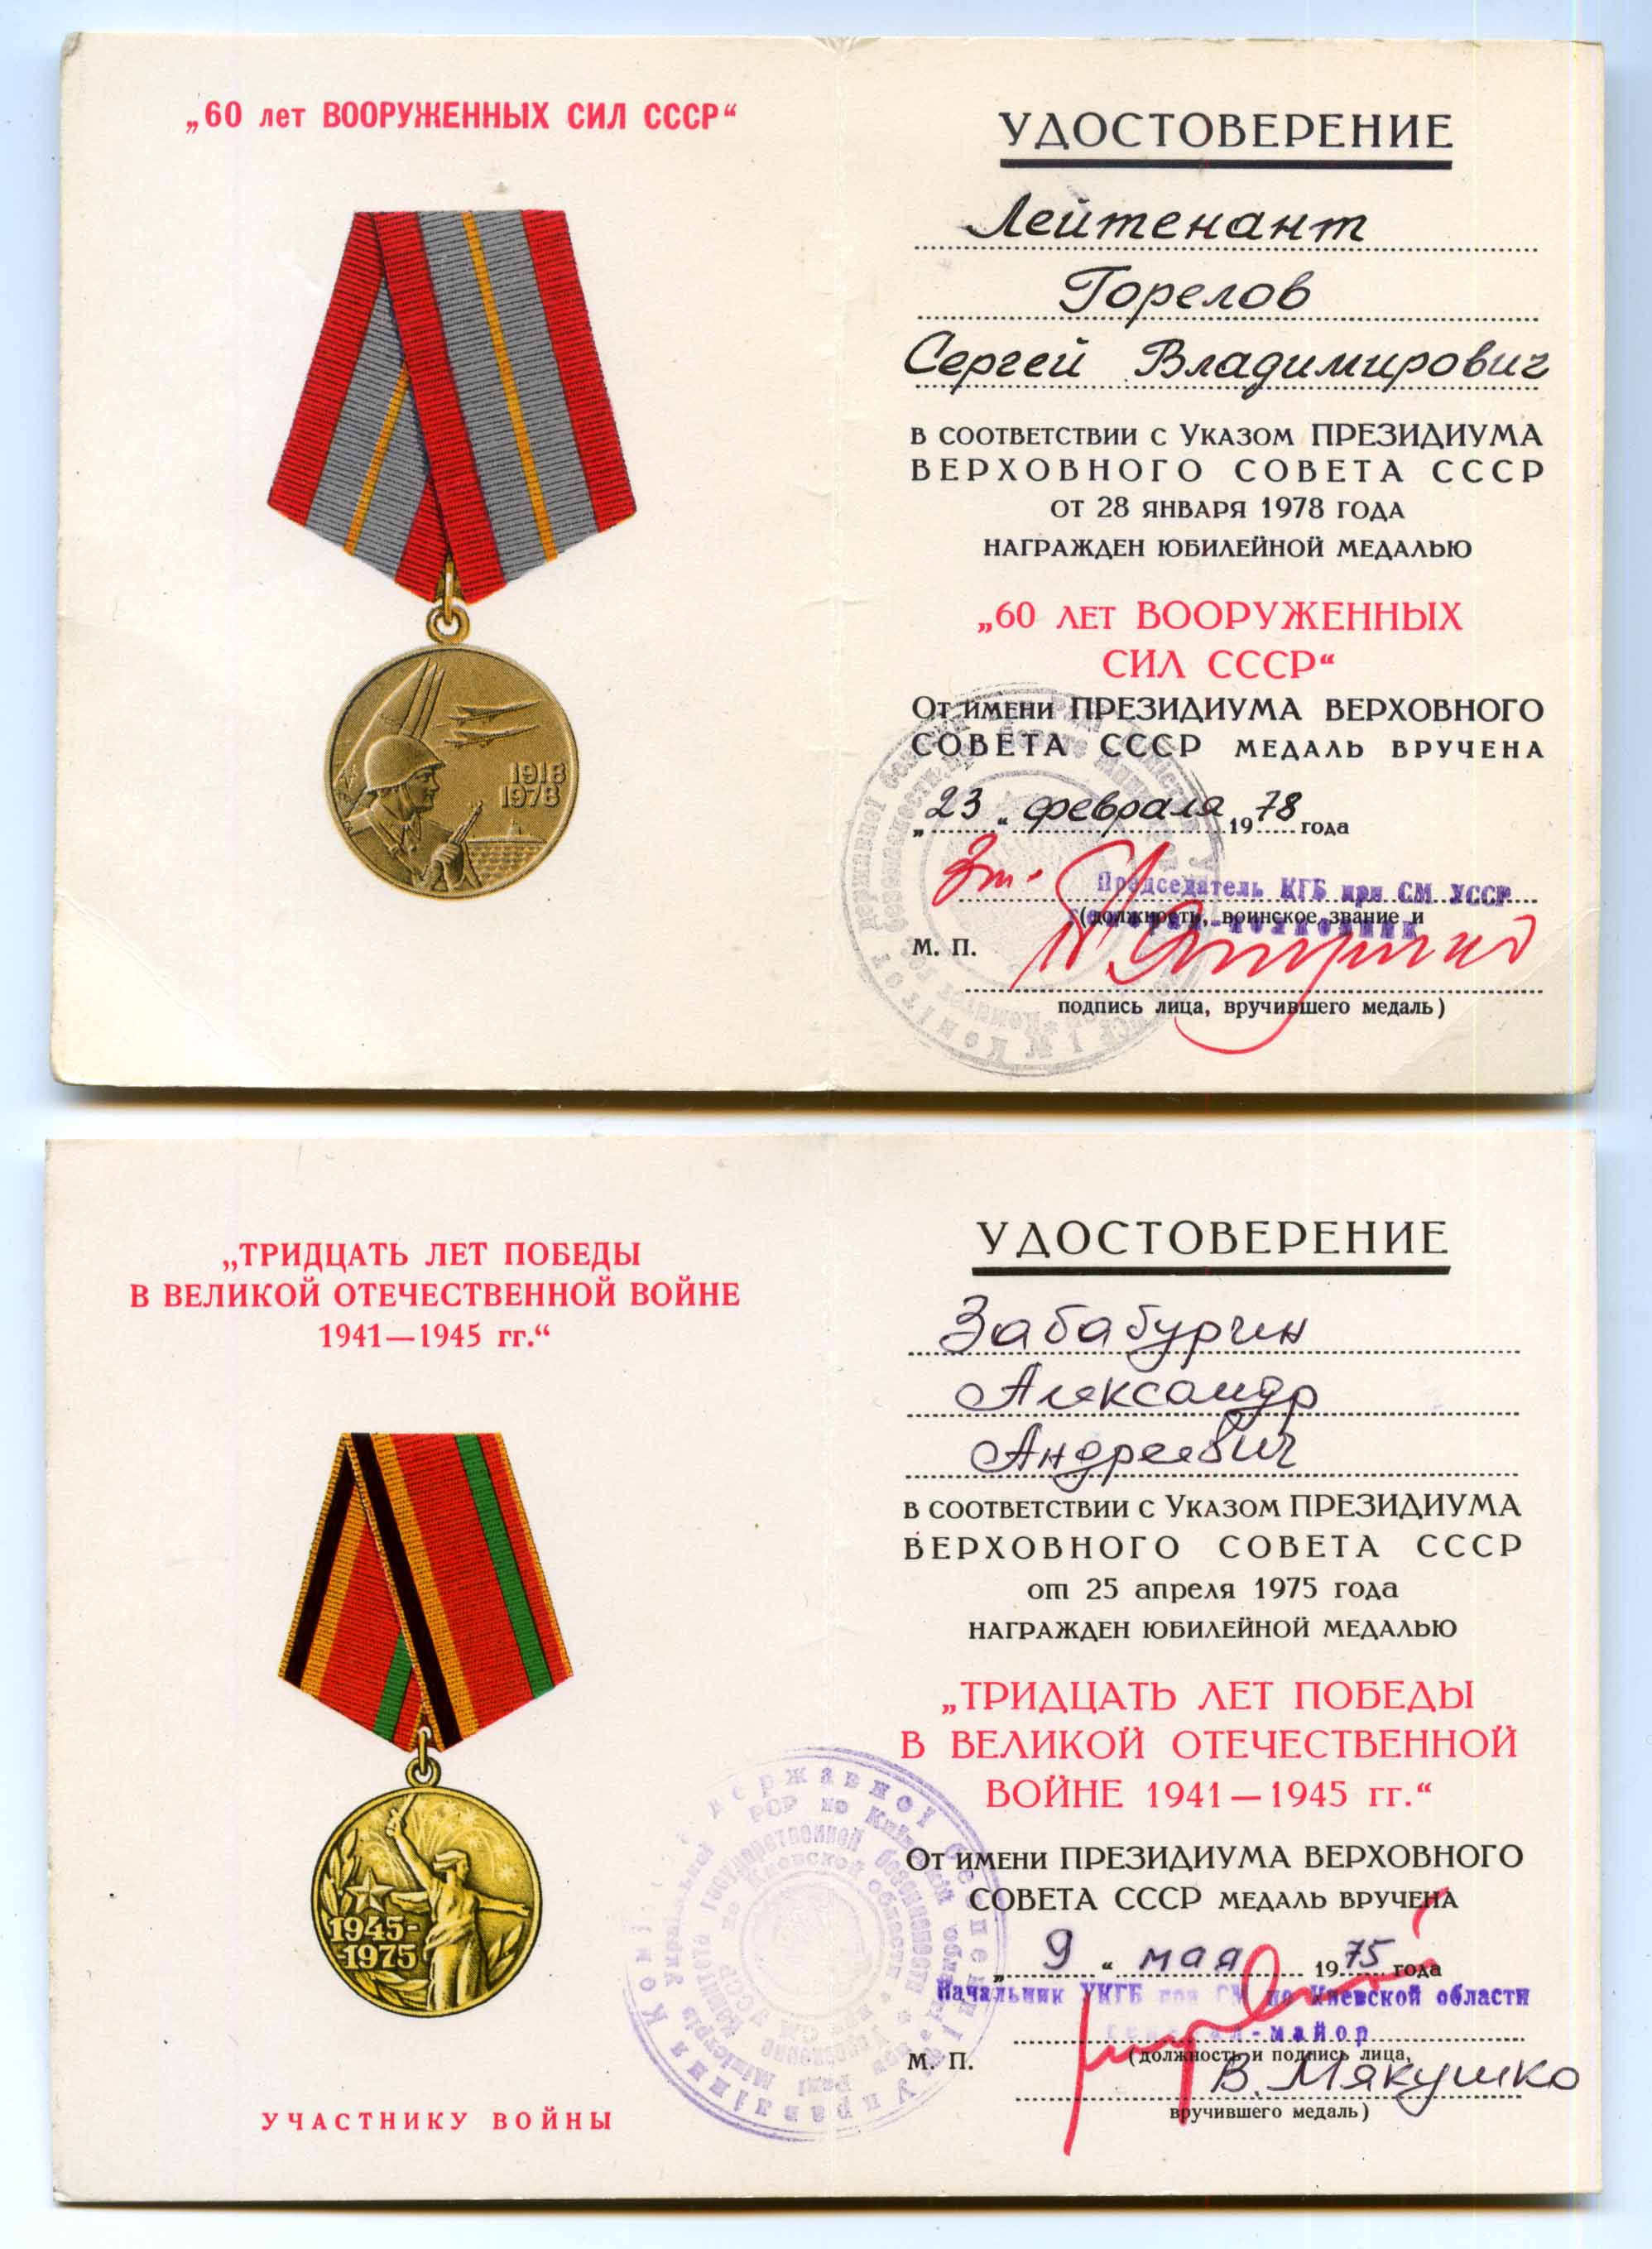 „60 лет ВООРУЖЕННЫХ СИЛ СССР“
1918
1978
УДОСТОВЕРЕНИЕ
Лейтенант
Горелов
Сергей Владимирович
В СООТВЕТСТВИИ С УКАЗОМ ПРЕЗИДИУМА
ВЕРХОВНОГО СОВЕТА СССР
ОТ 28 ЯНВАРЯ 1978 ГОДА
НАГРАЖДЕН ЮБИЛЕЙНОЙ МЕДАЛЬЮ
„60 ЛЕТ ВООРУЖЕННЫХ
СИЛ СССР“
ОТ ИМЕНИ ПРЕЗИДИУМА ВЕРХОВНОГО
СОВЕТА СССР МЕДАЛЬ ВРУЧЕНА
„23“ февраля 1978 года
Председатель КГБ при СМ УССР
(должность, воинское звание и
М. П.
подпись лица, вручившего медаль)
„ТРИДЦАТЬ ЛЕТ ПОБЕДЫ
В ВЕЛИКОЙ ОТЕЧЕСТВЕННОЙ ВОЙНЕ
1941—1945 гг.“
1945-
1975
УЧАСТНИКУ ВОЙНЫ
УДОСТОВЕРЕНИЕ
Забабурин
Александр
Андреевич
В СООТВЕТСТВИИ С УКАЗОМ ПРЕЗИДИУМА
ВЕРХОВНОГО СОВЕТА СССР
от 25 апреля 1975 года
НАГРАЖДЕН ЮБИЛЕЙНОЙ МЕДАЛЬЮ
„ТРИДЦАТЬ ЛЕТ ПОБЕДЫ
В ВЕЛИКОЙ ОТЕЧЕСТВЕННОЙ
ВОЙНЕ 1941—1945 гг.“
ОТ ИМЕНИ ПРЕЗИДИУМА ВЕРХОВНОГО
СОВЕТА СССР МЕДАЛЬ ВРУЧЕНА
„9“ мая 1975 года
Начальник УКГБ при СМ по Киевской области
генерал-майор
(должность и подпись лица,
М. П.
В. Мякушко
вручившего медаль)